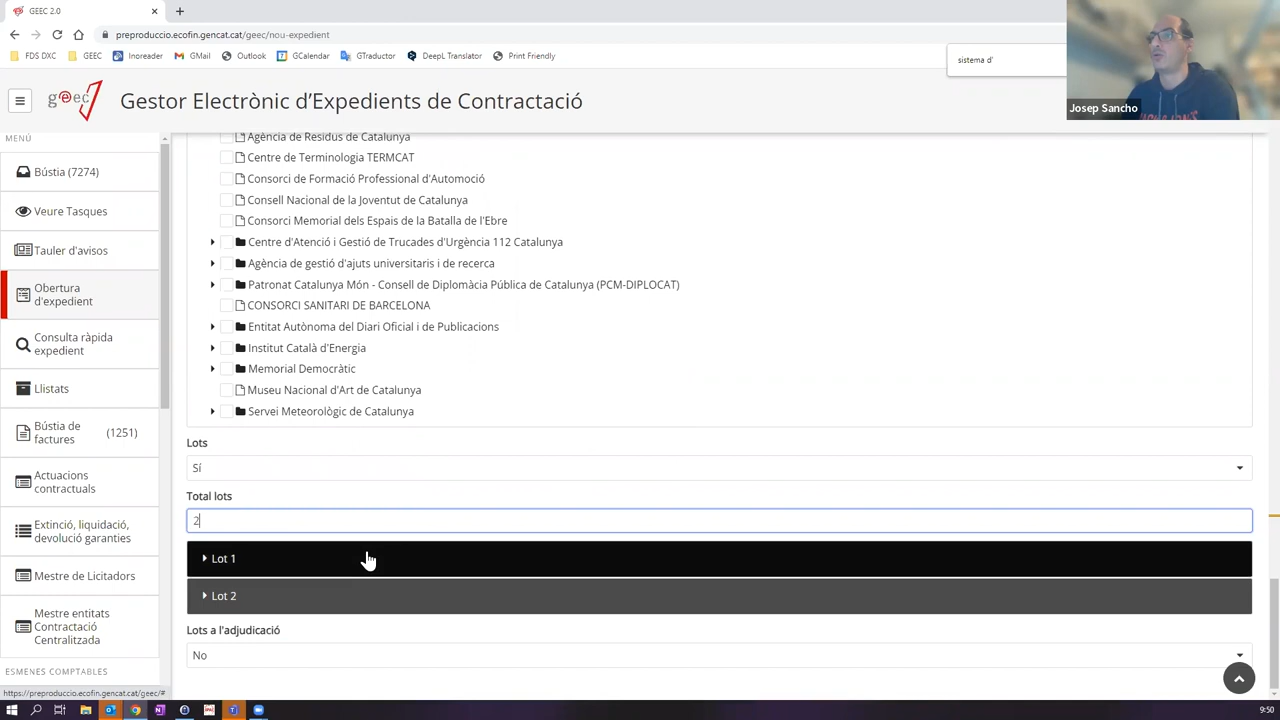 GEEC 2.0
preproduccio.ecofin.gencat.cat/geec/nou-expedient
FDS DXC
GEEC
Inoreader
GMail
Outlook
GCalendar
GTraductor
DeepL Translator
Print Friendly
sistema d'
Josep Sancho
geec
Gestor Electrònic d'Expedients de Contractació
MENÚ
Bústia (7274)
Veure Tasques
Tauler d'avisos
Obertura
d'expedient
Consulta ràpida
expedient
Llistats
Bústia de
factures
(1251)
Actuacions
contractuals
Extinció, liquidació,
devolució garanties
Mestre de Licitadors
Mestre entitats
Contractació
Centralitzada
ESMENES COMPTABLES
Agència de Residus de Catalunya
Centre de Terminologia TERMCAT
Consorci de Formació Professional d'Automoció
Consell Nacional de la Joventut de Catalunya
Consorci Memorial dels Espais de la Batalla de l'Ebre
Centre d'Atenció i Gestió de Trucades d'Urgència 112 Catalunya
Agència de gestió d'ajuts universitaris i de recerca
Patronat Catalunya Món - Consell de Diplomàcia Pública de Catalunya (PCM-DIPLOCAT)
CONSORCI SANITARI DE BARCELONA
Entitat Autònoma del Diari Oficial i de Publicacions
Institut Català d'Energia
Memorial Democràtic
Museu Nacional d'Art de Catalunya
Servei Meteorològic de Catalunya
Lots
Sí
Total lots
2
Lot 1
Lot 2
Lots a l'adjudicació
No
https://preproduccio.ecofin.gencat.cat/geec/#
9:50